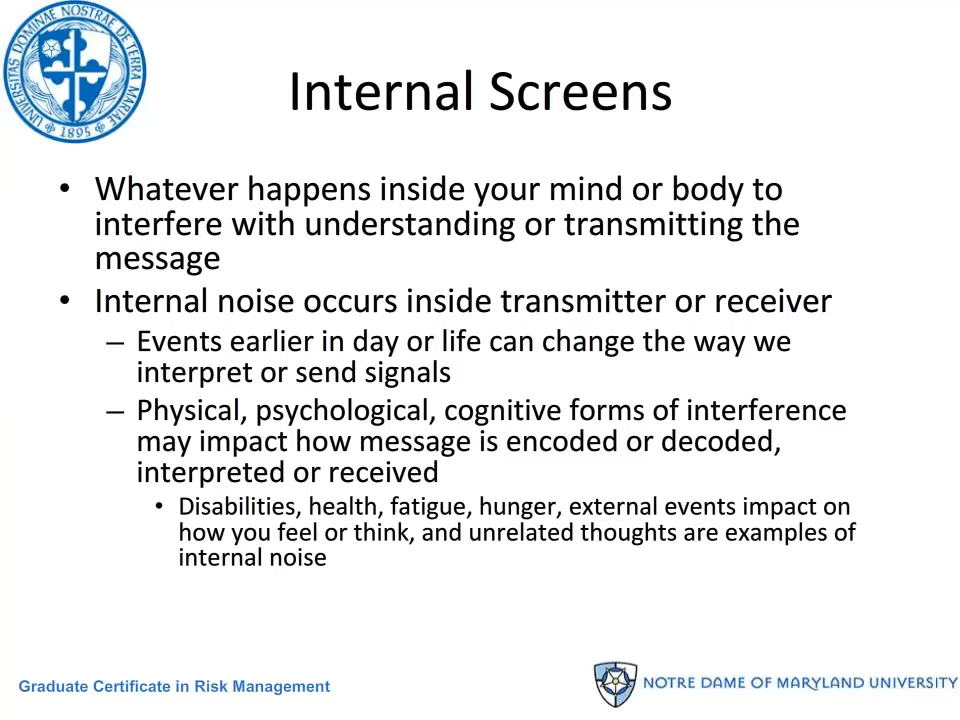 UNIVERSITAS DOMINAE NOSTRAE DE TERRA MARIAE
1895
Internal Screens
• Whatever happens inside your mind or body to
interfere with understanding or transmitting the
message
• Internal noise occurs inside transmitter or receiver
– Events earlier in day or life can change the way we
interpret or send signals
– Physical, psychological, cognitive forms of interference
may impact how message is encoded or decoded,
interpreted or received
• Disabilities, health, fatigue, hunger, external events impact on
how you feel or think, and unrelated thoughts are examples of
internal noise
Graduate Certificate in Risk Management
NOTRE DAME OF MARYLAND UNIVERSITY